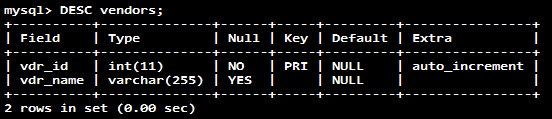 mysql> DESC vendors;
+----------+--------------+------+-----+---------+----------------+
| Field    | Type         | Null | Key | Default | Extra          |
+----------+--------------+------+-----+---------+----------------+
| vdr_id   | int(11)      | NO   | PRI | NULL    | auto_increment |
| vdr_name | varchar(255) | YES  |     | NULL    |                |
+----------+--------------+------+-----+---------+----------------+
2 rows in set (0.00 sec)